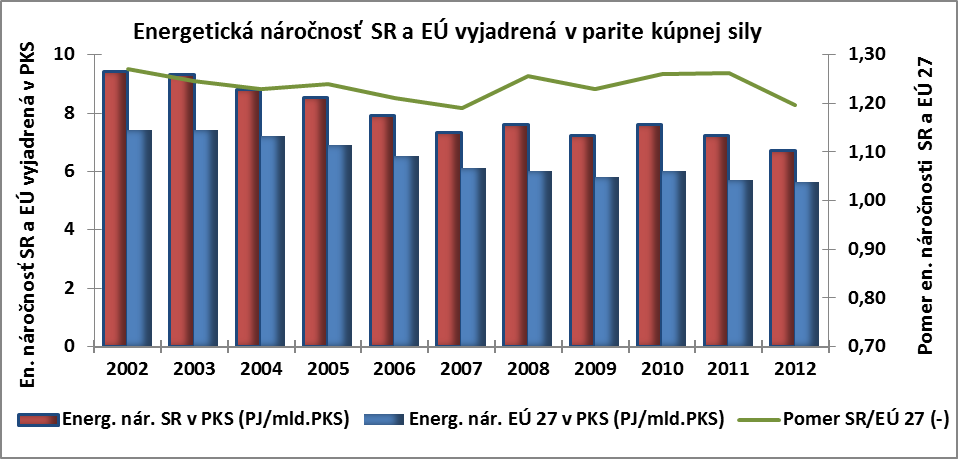 Energetická náročnosť SR a EÚ vyjadrená v parite kúpnej sily
En. náročnosť SR a EÚ vyjadrená v PKS
10
8
6
4
2
0
1,30
1,20
1,10
1,00
0,90
0,80
0,70
Pomer en. náročnosti SR a EÚ 27
2002 2003 2004 2005 2006 2007 2008 2009 2010 2011 2012
Energ. nár. SR v PKS (PJ/mld.PKS) Energ. nár. EÚ 27 v PKS (PJ/mld.PKS) Pomer SR/EÚ 27 (-)